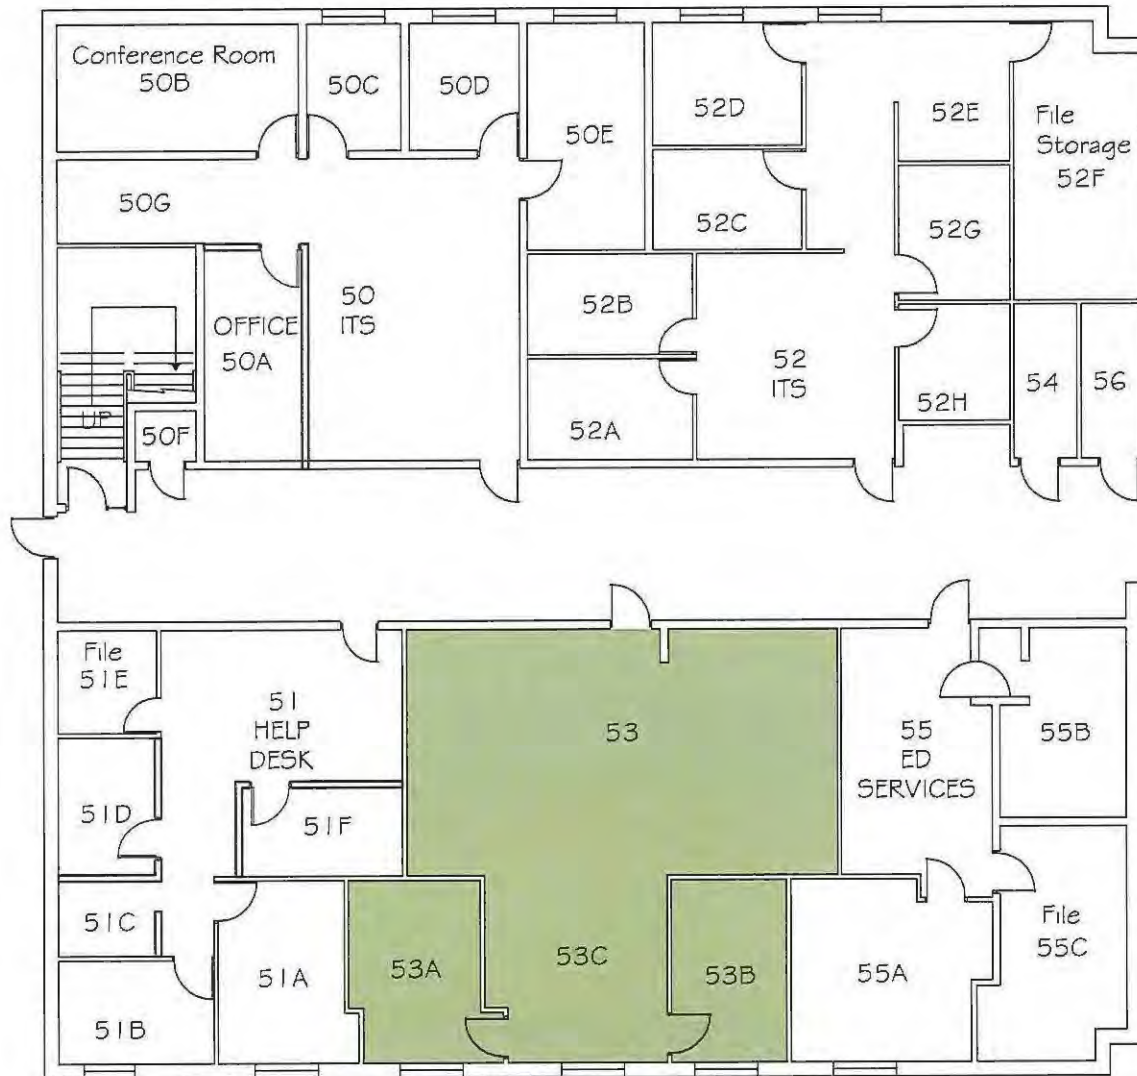 Conference Room
50B
50C
50D
50E
52D
52E
File
Storage
52F
50G
52C
52G
OFFICE
50A
50
ITS
52B
52
ITS
52A
52H
54
56
UP
50F
File
51E
51
HELP
DESK
53
55
ED
SERVICES
55B
51D
51F
51C
51A
53A
53C
53B
55A
File
55C
51B